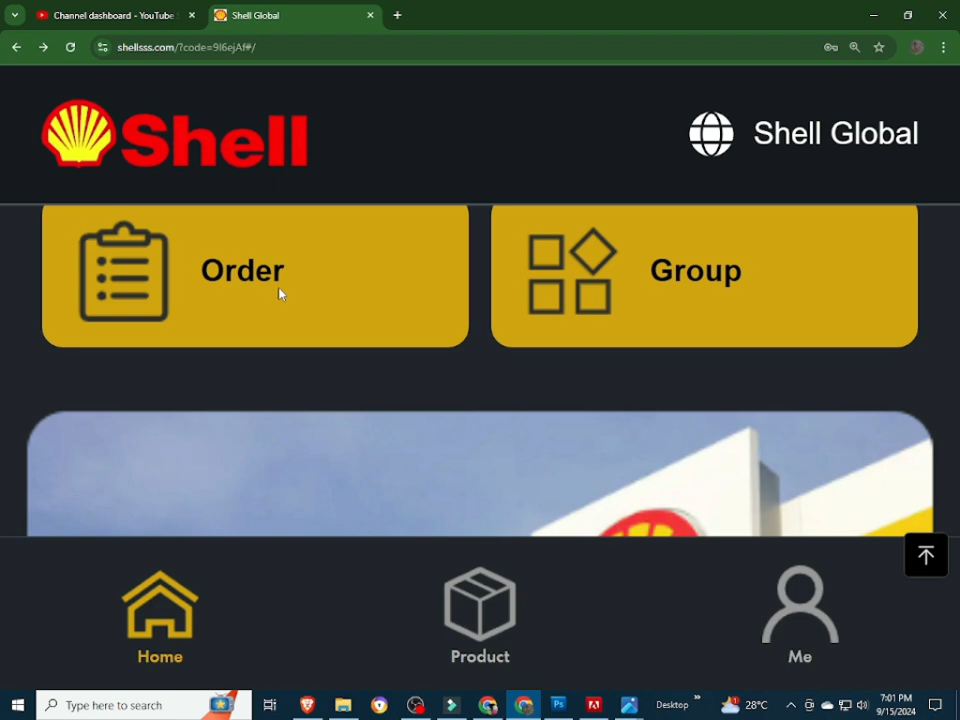 Channel dashboard - YouTube
Shell Global
shellsss.com/?code=9I6ejAf#/
Shell
Shell Global
Order
Group
Home
Product
Me
Type here to search
Desktop
28°C
7:01 PM
9/15/2024